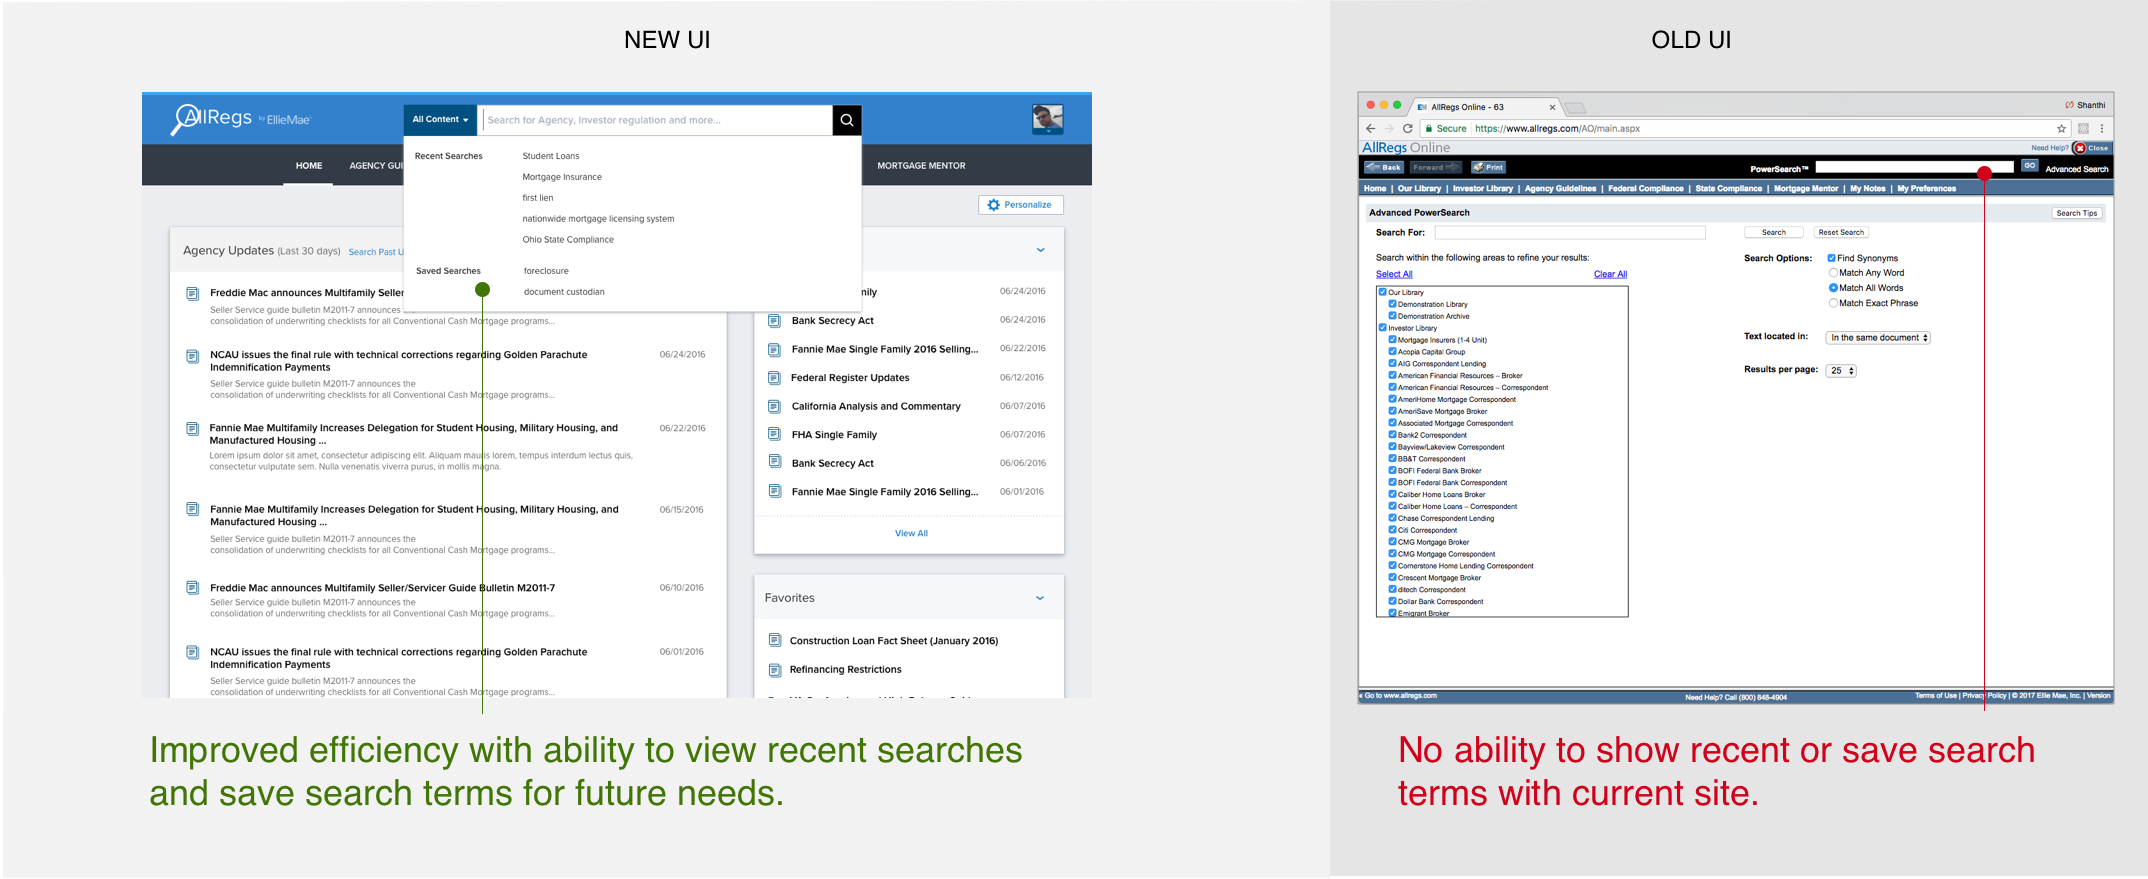 NEW UI
AllRegs by EllieMae
All Content
Search for Agency, Investor regulation and more...
HOME
AGENCY GUI
MORTGAGE MENTOR
Recent Searches
Student Loans
Mortgage Insurance
first lien
nationwide mortgage licensing system
Ohio State Compliance
Saved Searches
foreclosure
document custodian
Personalize
Agency Updates (Last 30 days) Search Past U
Freddie Mac announces Multifamily Seller
Seller Service guide bulletin M2011-7 announces
consolidation of underwriting checklists for all Conventional Cash Mortgage programs...
NCAU issues the final rule with technical corrections regarding Golden Parachute
Indemnification Payments
06/24/2016
Seller Service guide bulletin M2011-7 announces the
consolidation of underwriting checklists for all Conventional Cash Mortgage programs...
Fannie Mae Multifamily Increases Delegation for Student Housing, Military Housing, and
Manufactured Housing ...
06/22/2016
Lorem ipsum dolor sit amet, consectetur adipiscing elit. Aliquam mauris lorem, tempus interdum lectus quis,
consectetur vulputate sem. Nulla venenatis viverra purus, in mollis magna.
Fannie Mae Multifamily Increases Delegation for Student Housing, Military Housing, and
Manufactured Housing ...
06/15/2016
Seller Service guide bulletin M2011-7 announces the
consolidation of underwriting checklists for all Conventional Cash Mortgage programs...
Freddie Mac announces Multifamily Seller/Servicer Guide Bulletin M2011-7
06/10/2016
Seller Service guide bulletin M2011-7 announces the
consolidation of underwriting checklists for all Conventional Cash Mortgage programs...
NCAU issues the final rule with technical corrections regarding Golden Parachute
Indemnification Payments
06/01/2016
Seller Service guide bulletin M2011-7 announces the
consolidation of underwriting checklists for all Conventional Cash Mortgage programs...
nily 06/24/2016
Bank Secrecy Act 06/24/2016
Fannie Mae Single Family 2016 Selling... 06/22/2016
Federal Register Updates 06/12/2016
California Analysis and Commentary 06/07/2016
FHA Single Family 06/07/2016
Bank Secrecy Act 06/06/2016
Fannie Mae Single Family 2016 Selling... 06/01/2016
View All
Favorites
Construction Loan Fact Sheet (January 2016)
Refinancing Restrictions
Improved efficiency with ability to view recent searches
and save search terms for future needs.
OLD UI
AllRegs Online - 63
Shanthi
Secure https://www.allregs.com/AO/main.aspx
AllRegs Online
Need Help? Close
Back Forward Print
PowerSearch™ GO Advanced Search
Home | Our Library | Investor Library | Agency Guidelines | Federal Compliance | State Compliance | Mortgage Mentor | My Notes | My Preferences
Advanced PowerSearch
Search Tips
Search For:
Search Reset Search
Search within the following areas to refine your results:
Select All Clear All
Our Library
Demonstration Library
Demonstration Archive
Investor Library
Mortgage Insurers (1-4 Unit)
Acopia Capital Group
AIG Correspondent Lending
American Financial Resources – Broker
American Financial Resources – Correspondent
AmeriHome Mortgage Correspondent
AmeriSave Mortgage Broker
Associated Mortgage Correspondent
Bank2 Correspondent
Bayview/Lakeview Correspondent
BB&T Correspondent
BOFI Federal Bank Broker
BOFI Federal Bank Correspondent
Caliber Home Loans Broker
Caliber Home Loans – Correspondent
Chase Correspondent Lending
Citi Correspondent
CMG Mortgage Broker
CMG Mortgage Correspondent
Cornerstone Home Lending Correspondent
Crescent Mortgage Broker
ditech Correspondent
Dollar Bank Correspondent
Emigrant Broker
Search Options:
Find Synonyms
Match Any Word
Match All Words
Match Exact Phrase
Text located in: In the same document
Results per page: 25
Go to www.allregs.com
Need Help? Call (800) 848-4904
Terms of Use | Privacy Policy | © 2017 Ellie Mae, Inc. | Version
No ability to show recent or save search
terms with current site.